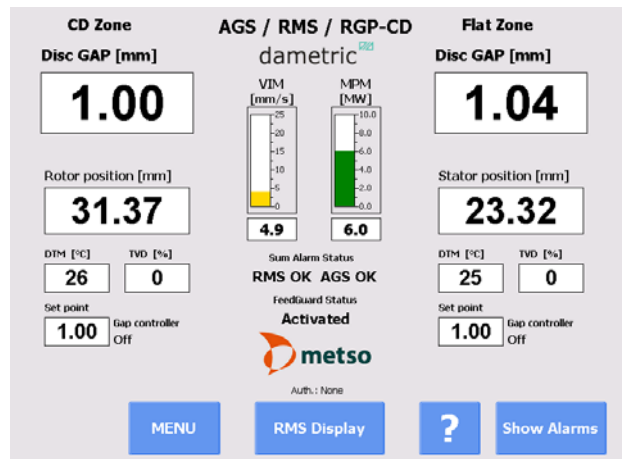 CD Zone
AGS / RMS / RGP-CD
Flat Zone
Disc GAP [mm]
dametric
Disc GAP [mm]
1.00
VIM
[mm/s]
MPM
[MW]
1.04
25
20
15
10
5
0
10.0
8.0
6.0
4.0
2.0
0.0
Rotor position [mm]
31.37
4.9
6.0
Stator position [mm]
23.32
DTM [°C]
TVD [%]
26
0
Sum Alarm Status
RMS OK AGS OK
DTM [°C]
TVD [%]
25
0
Set point
1.00
Gap controller
Off
FeedGuard Status
Activated
Set point
1.00
Gap controller
Off
metso
Auth.: None
MENU
RMS Display
?
Show Alarms